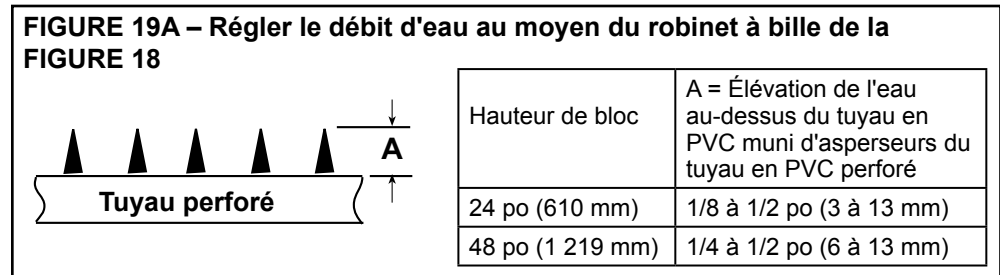 FIGURE 19A – Régler le débit d'eau au moyen du robinet à bille de la
FIGURE 18
A
Tuyau perforé
Hauteur de bloc
A = Élévation de l'eau
au-dessus du tuyau en
PVC muni d'asperseurs du
tuyau en PVC perforé
24 po (610 mm)
1/8 à 1/2 po (3 à 13 mm)
48 po (1 219 mm)
1/4 à 1/2 po (6 à 13 mm)